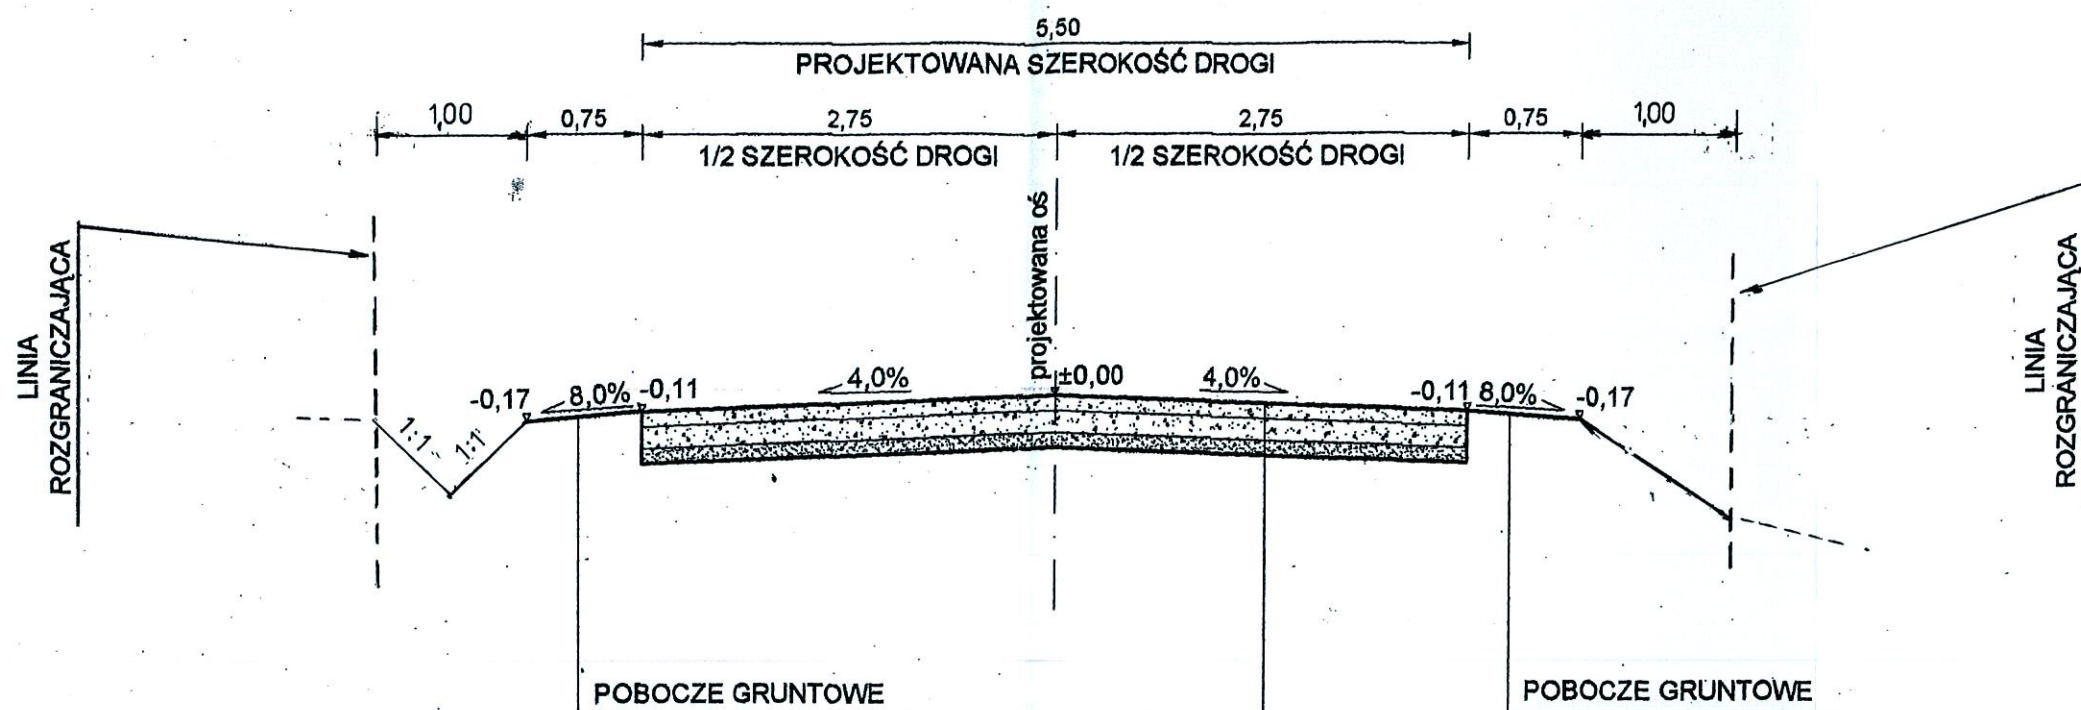 5,50
PROJEKTOWANA SZEROKOŚĆ DROGI
1,00
0,75
2,75
2,75
0,75
1,00
1/2 SZEROKOŚĆ DROGI
1/2 SZEROKOŚĆ DROGI
LINIA
ROZGRANICZAJĄCA
projektowana oś
LINIA
ROZGRANICZAJĄCA
-0,17
8,0%
-0,11
4,0%
±0,00
4,0%
-0,11
8,0%
-0,17
1:1
1:1
POBOCZE GRUNTOWE
POBOCZE GRUNTOWE